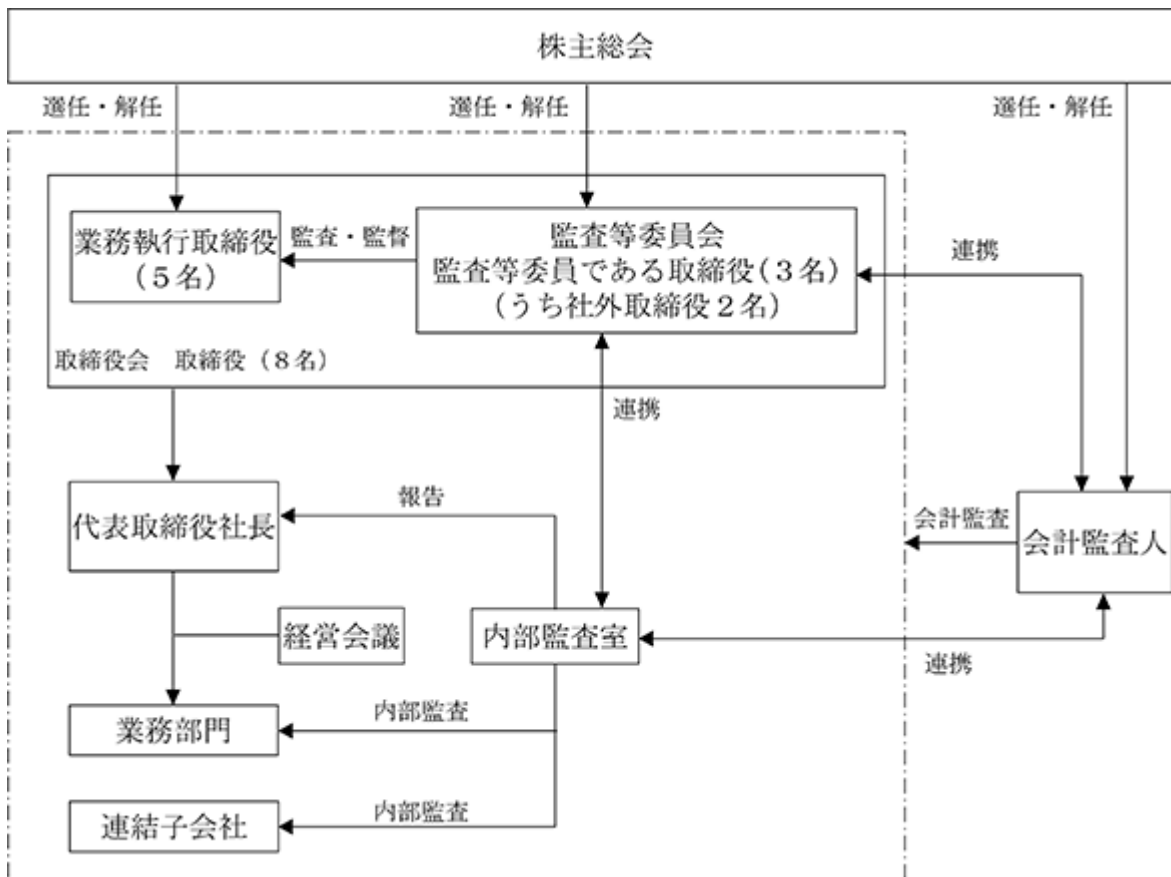 株主総会
選任・解任
選任・解任
選任・解任
業務執行取締役
(5名)
監査・監督
監査等委員会
監査等委員である取締役(3名)
(うち社外取締役2名)
連携
取締役会　取締役(8名)
連携
代表取締役社長
報告
会計監査
会計監査人
経営会議
内部監査室
連携
業務部門
内部監査
連結子会社
内部監査